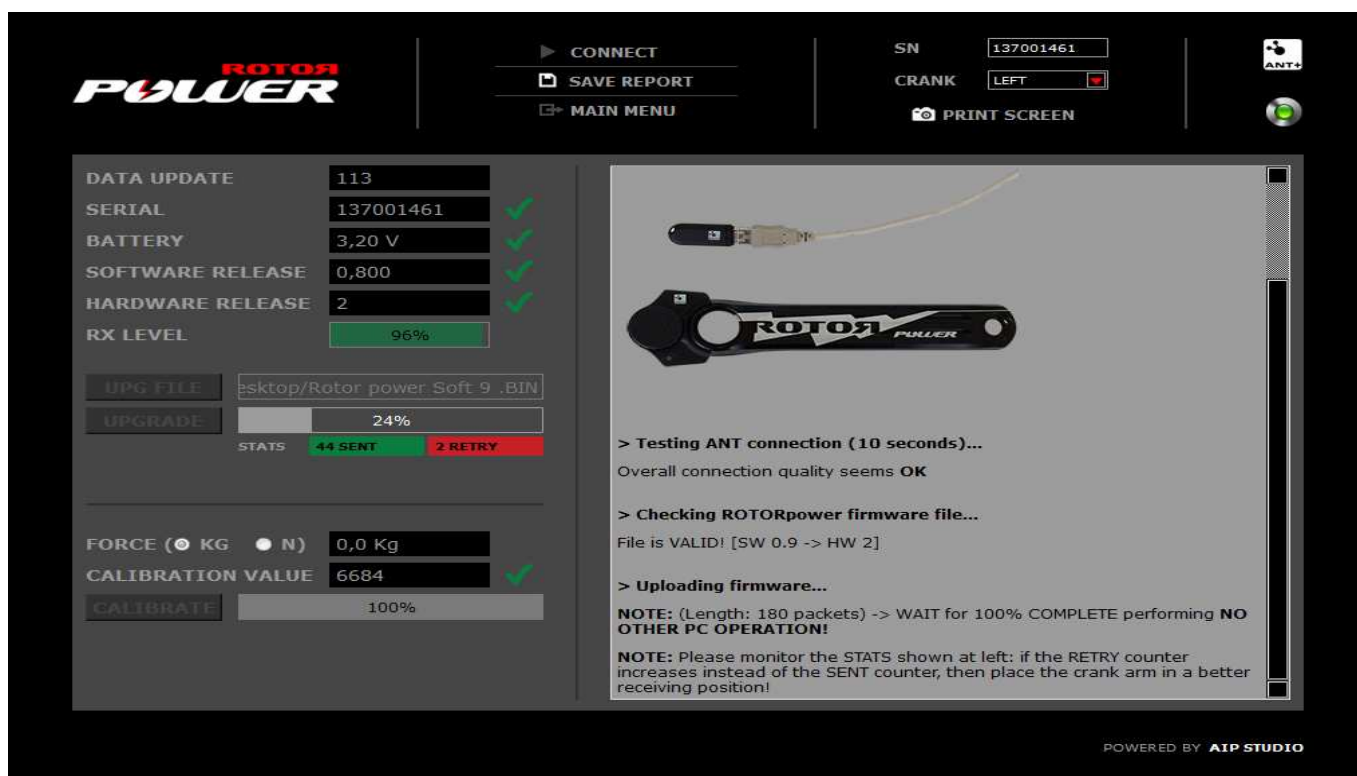 ROTOR
POWER
CONNECT
SAVE REPORT
MAIN MENU
SN 137001461
CRANK LEFT
PRINT SCREEN
ANT+
DATA UPDATE 113
SERIAL 137001461
BATTERY 3,20 V
SOFTWARE RELEASE 0,800
HARDWARE RELEASE 2
RX LEVEL 96%
UPG FILE esktop/Rotor power Soft 9 .BIN
UPGRADE 24%
STATS 44 SENT 2 RETRY
FORCE ( KG N) 0,0 Kg
CALIBRATION VALUE 6684
CALIBRATE 100%
ROTOR POWER
> Testing ANT connection (10 seconds)...
Overall connection quality seems OK
> Checking ROTORpower firmware file...
File is VALID! [SW 0.9 -> HW 2]
> Uploading firmware...
NOTE: (Length: 180 packets) -> WAIT for 100% COMPLETE performing NO
OTHER PC OPERATION!
NOTE: Please monitor the STATS shown at left: if the RETRY counter
increases instead of the SENT counter, then place the crank arm in a better
receiving position!
POWERED BY AIP STUDIO